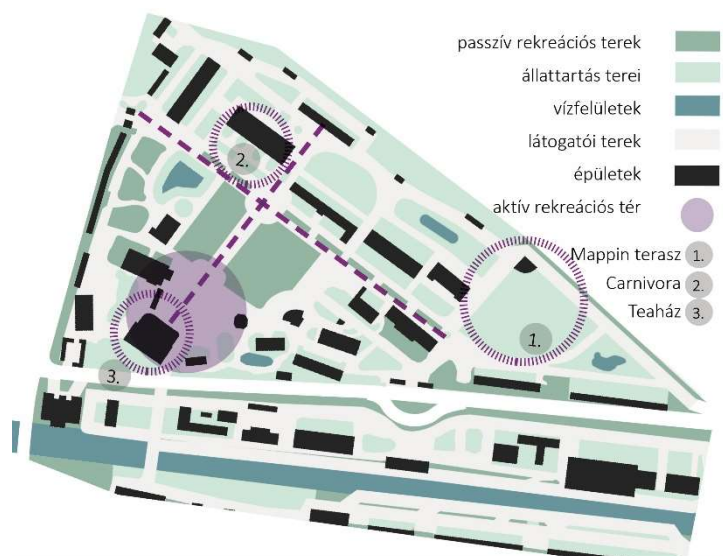 passzív rekreációs terek
állattartás terei
vízfelületek
látogatói terek
épületek
aktív rekreációs tér
Mappin terasz 1.
Carnivora 2.
Teaház 3.
2.
1.
3.